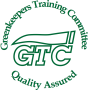 Greenkeepers Training Committee
GTC
Quality Assured